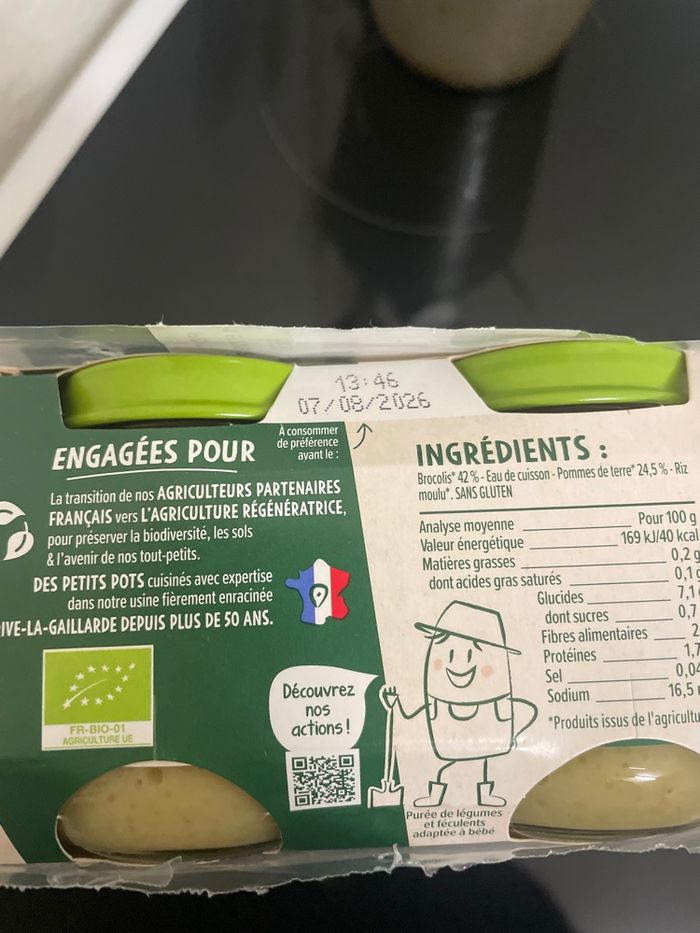 13:46
07/08/2026
À consommer
de préférence
avant le :
ENGAGÉES POUR
La transition de nos AGRICULTEURS PARTENAIRES
FRANÇAIS vers L'AGRICULTURE RÉGÉNÉRATRICE,
pour préserver la biodiversité, les sols
& l'avenir de nos tout-petits.
DES PETITS POTS cuisinés avec expertise
dans notre usine fièrement enracinée
IVE-LA-GAILLARDE DEPUIS PLUS DE 50 ANS.
FR-BIO-01
AGRICULTURE UE
Découvrez
nos
actions !
INGRÉDIENTS :
Brocolis* 42 % - Eau de cuisson - Pommes de terre* 24,5 % - Riz
moulu*. SANS GLUTEN
Analyse moyenne Pour 100 g
Valeur énergétique 169 kJ/40 kcal
Matières grasses 0,2 g
dont acides gras saturés 0,1
Glucides 7,1
dont sucres 0,7
Fibres alimentaires 2
Protéines 1,7
Sel 0,04
Sodium 16,5
*Produits issus de l'agricultu
Purée de légumes
et féculents
adaptée à bébé